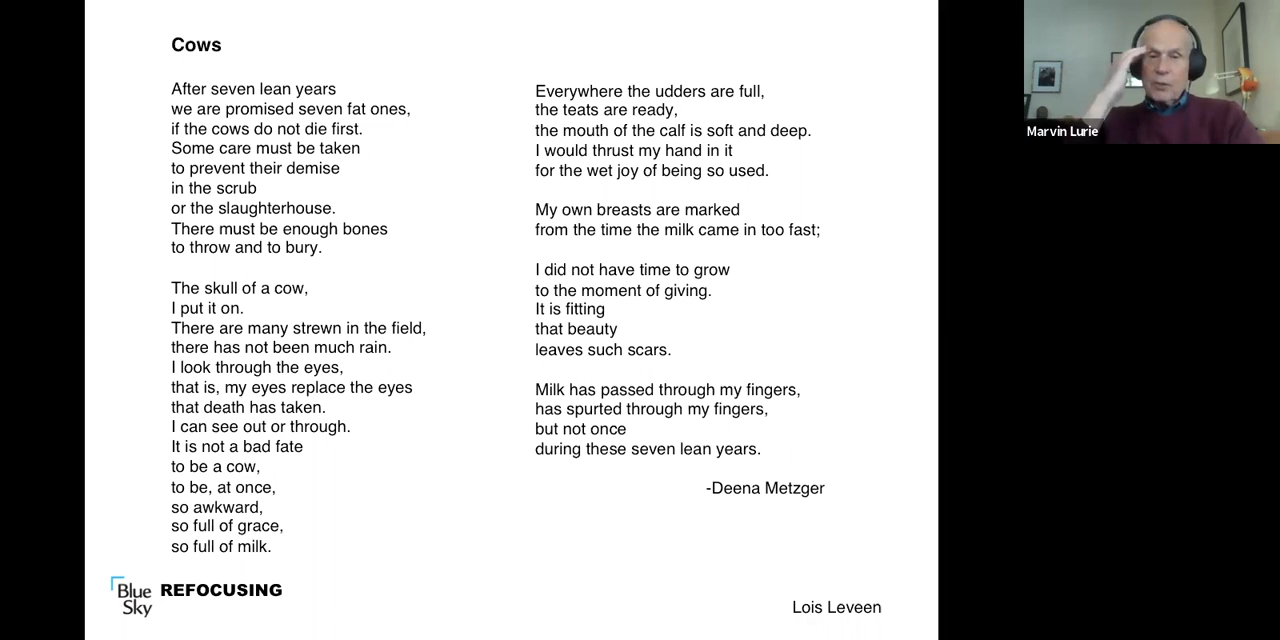 Cows
After seven lean years
we are promised seven fat ones,
if the cows do not die first.
Some care must be taken
to prevent their demise
in the scrub
or the slaughterhouse.
There must be enough bones
to throw and to bury.
The skull of a cow,
I put it on.
There are many strewn in the field,
there has not been much rain.
I look through the eyes,
that is, my eyes replace the eyes
that death has taken.
I can see out or through.
It is not a bad fate
to be a cow,
to be, at once,
so awkward,
so full of grace,
so full of milk.
Everywhere the udders are full,
the teats are ready,
the mouth of the calf is soft and deep.
I would thrust my hand in it
for the wet joy of being so used.
My own breasts are marked
from the time the milk came in too fast;
I did not have time to grow
to the moment of giving.
It is fitting
that beauty
leaves such scars.
Milk has passed through my fingers,
has spurted through my fingers,
but not once
during these seven lean years.
-Deena Metzger
Blue
Sky
REFOCUSING
Lois Leveen
Marvin Lurie